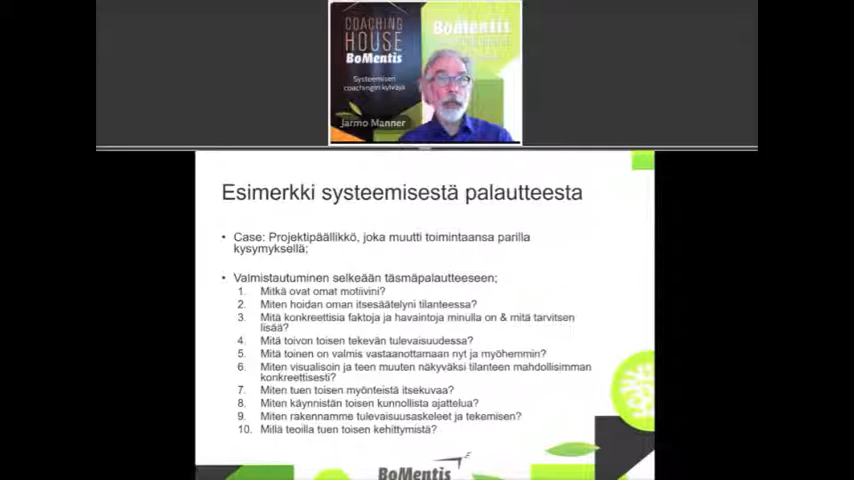 COACHING
HOUSE
BoMentis
Systeemisen
coachingin kylväjä
BoMentis
Jarmo Manner
Esimerkki systeemisestä palautteesta
• Case: Projektipäällikkö, joka muutti toimintaansa parilla
kysymyksellä;
• Valmistautuminen selkeään täsmäpalautteeseen;
1. Mitkä ovat omat motiivini?
2. Miten hoidan oman itsesäätelyni tilanteessa?
3. Mitä konkreettisia faktoja ja havaintoja minulla on & mitä tarvitsen
lisää?
4. Mitä toivon toisen tekevän tulevaisuudessa?
5. Mitä toinen on valmis vastaanottamaan nyt ja myöhemmin?
6. Miten visualisoin ja teen muuten näkyväksi tilanteen mahdollisimman
konkreettisesti?
7. Miten tuen toisen myönteistä itsekuvaa?
8. Miten käynnistän toisen kunnollista ajattelua?
9. Miten rakennamme tulevaisuusaskeleet ja tekemisen?
10. Millä teoilla tuen toisen kehittymistä?
BoMentis